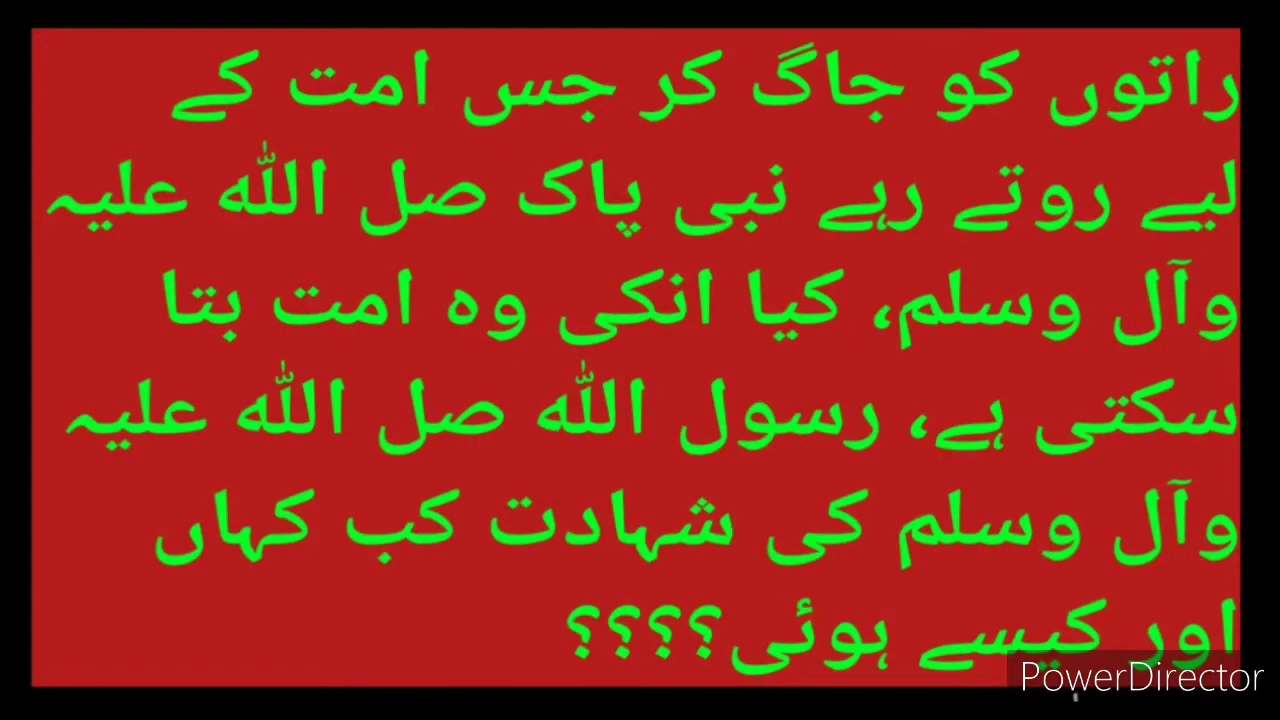 راتوں کو جاگ کر جس امت کے
لیے روتے رہے نبی پاک صل اللہ علیہ
وآل وسلم، کیا انکی وہ امت بتا
سکتی ہے، رسول اللہ صل اللہ علیہ
وآل وسلم کی شہادت کب کہاں
اور کیسے ہوئی؟؟؟؟
PowerDirector